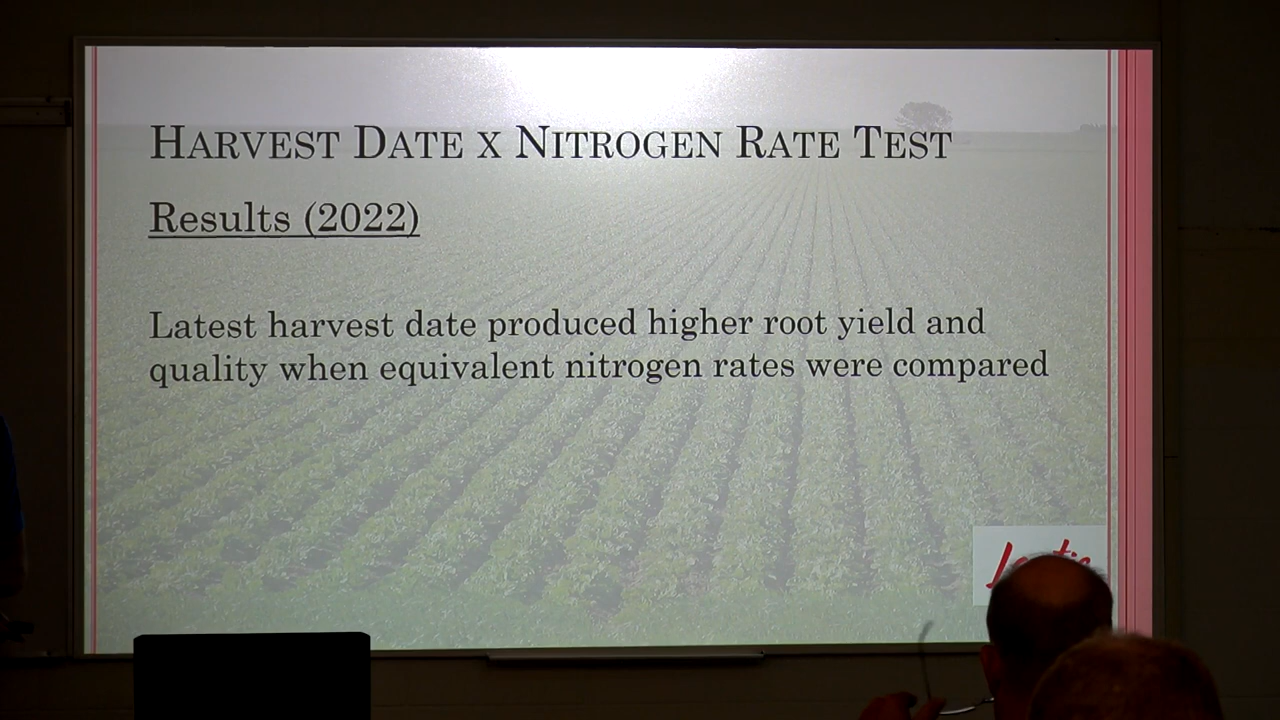 Harvest Date x Nitrogen Rate Test
Results (2022)
Latest harvest date produced higher root yield and
quality when equivalent nitrogen rates were compared